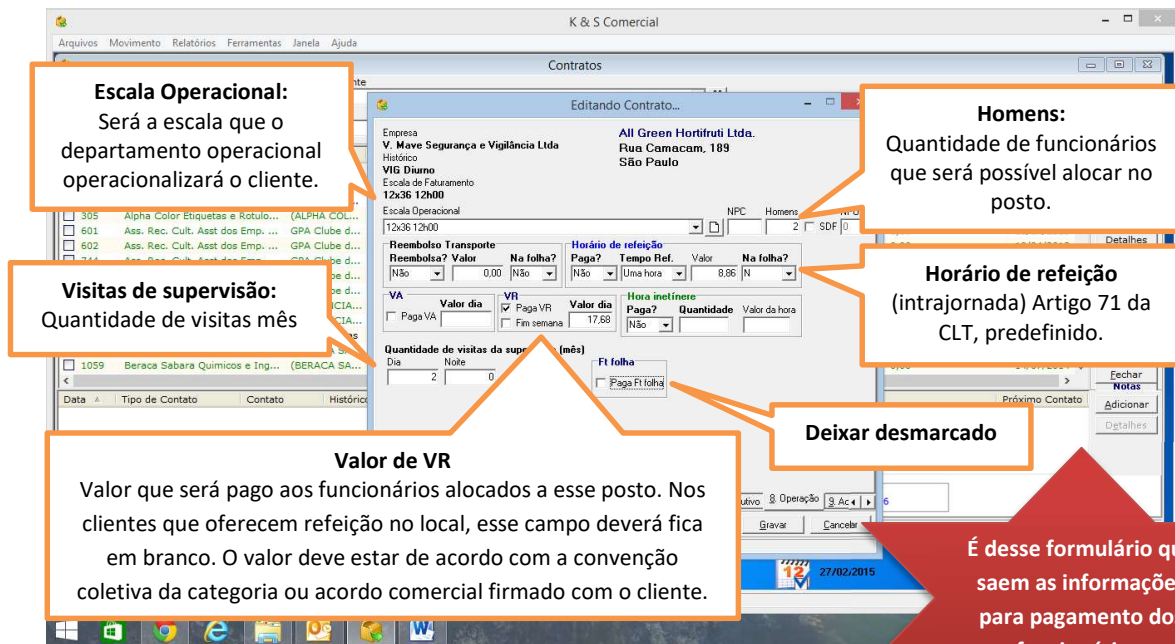 K & S Comercial
Arquivos Movimento Relatórios Ferramentas Janela Ajuda
Contratos
Escala Operacional:
Será a escala que o
departamento operacional
operacionalizará o cliente.
Editando Contrato...
Empresa
V. Mave Segurança e Vigilância Ltda
Histórico
VIG Diurno
Escala de Faturamento
12x36 12h00
All Green Hortifruti Ltda.
Rua Camacam, 189
São Paulo
Escala Operacional NPC Homens
12x36 12h00 2 SDF 0
Homens:
Quantidade de funcionários
que será possível alocar no
posto.
305 Alpha Color Etiquetas e Rotulo... (ALPHA COL...
601 Ass. Rec. Cult. Asst dos Emp. ... GPA Clube d...
602 Ass. Rec. Cult. Asst dos Emp. ... GPA Clube d...
Detalhes
Reembolso Transporte
Reembolsa? Valor Na folha?
Não 0,00 Não
Horário de refeição
Paga? Tempo Ref. Valor Na folha?
Não Uma hora 8,86 N
Horário de refeição
(intrajornada) Artigo 71 da
CLT, predefinido.
Visitas de supervisão:
Quantidade de visitas mês
VA
Paga VA Valor dia
VR
Paga VR Valor dia
Fim semana 17,68
Hora inetínere
Paga? Quantidade Valor da hora
Não
Quantidade de visitas da supervisão (mês)
Dia Noite
2 0
Ft folha
Paga Ft folha
1059 Beraca Sabara Quimicos e Ing... (BERACA SA...
Fechar
Notas
Data Tipo de Contato Contato Histórico
Próximo Contato
Adicionar
Detalhes
Deixar desmarcado
Valor de VR
Valor que será pago aos funcionários alocados a esse posto. Nos
clientes que oferecem refeição no local, esse campo deverá fica
em branco. O valor deve estar de acordo com a convenção
coletiva da categoria ou acordo comercial firmado com o cliente.
utivo 8. Operação 9. Ac
Gravar Cancelar
12 27/02/2015
É desse formulário qu
saem as informaçõe
para pagamento do